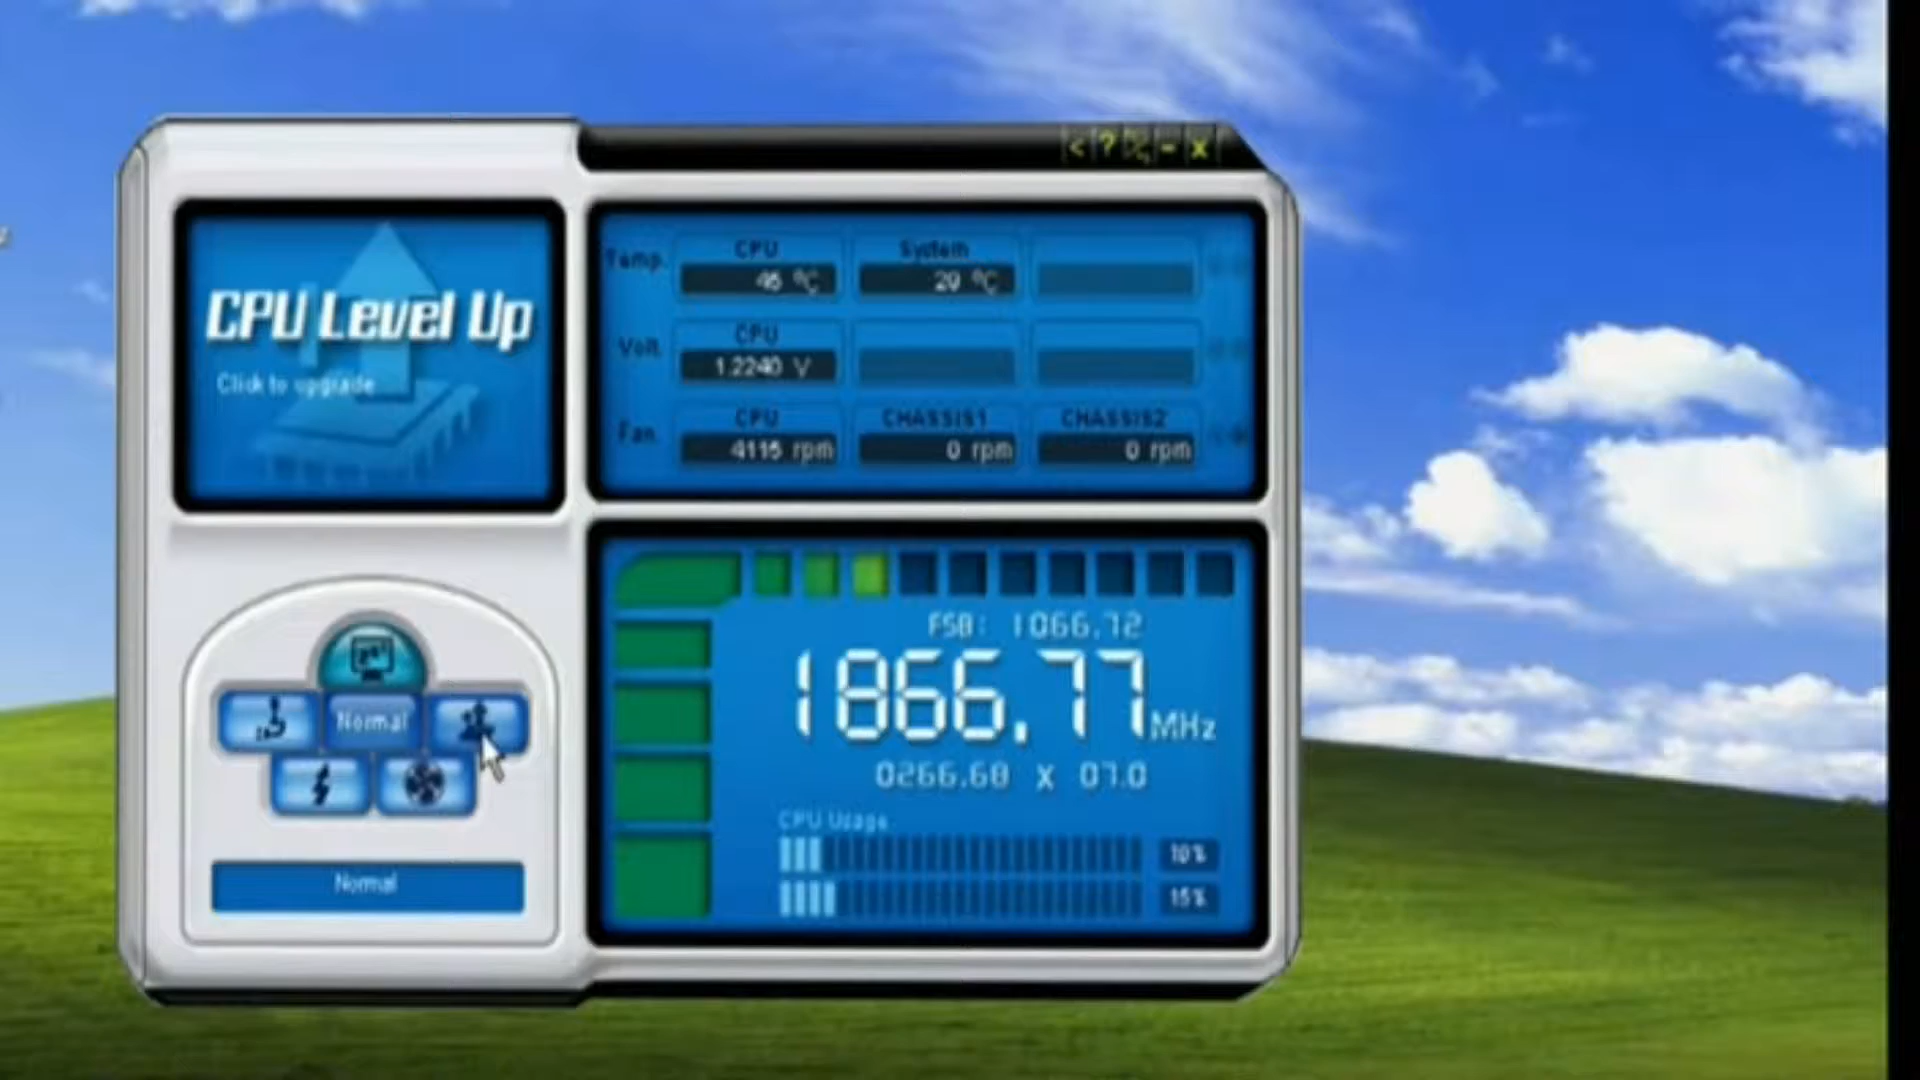 < ? - x
CPU Level Up
Click to upgrade
Temp. CPU System
46 °C 29 °C
Volt. CPU
1.2240 V
Fan. CPU CHASSIS1 CHASSIS2
4115 rpm 0 rpm 0 rpm
FSB: 1066.72
1866.77 MHz
0266.68 X 07.0
CPU Usage
10%
15%
Normal
Normal